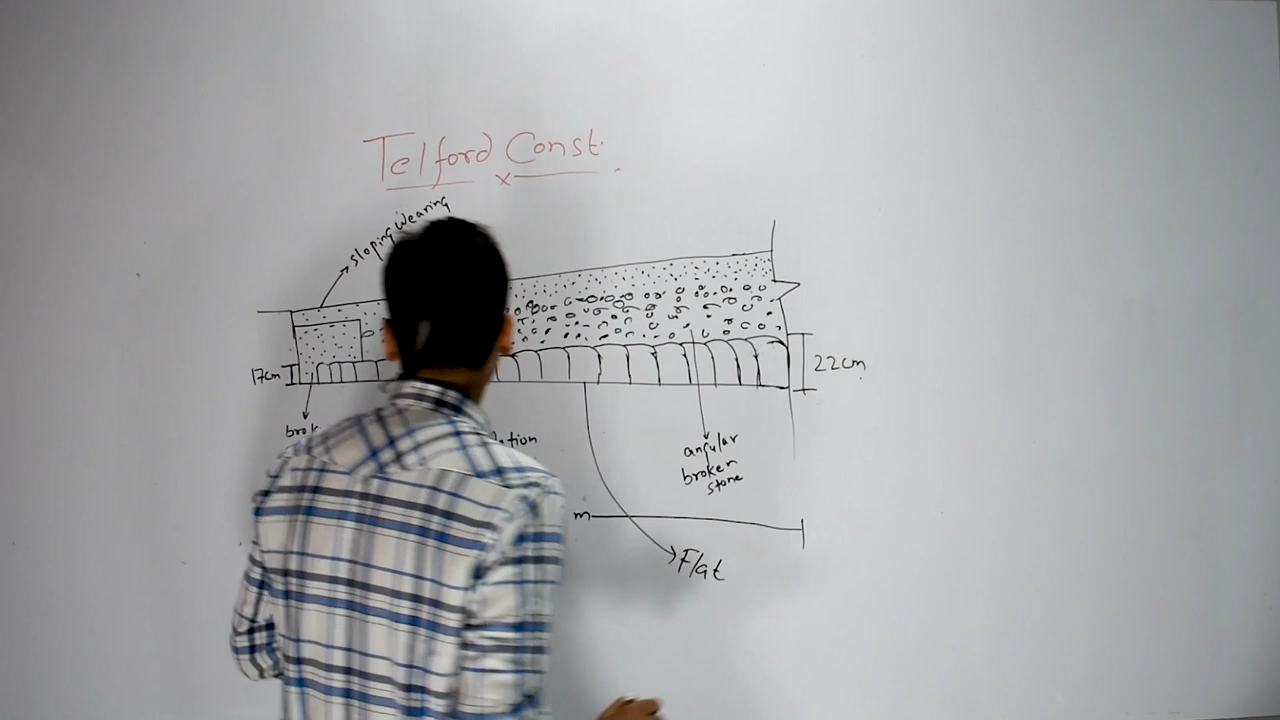 Telford Const.
sloping wearing
17cm
22cm
angular
broken
stone
m
Flat